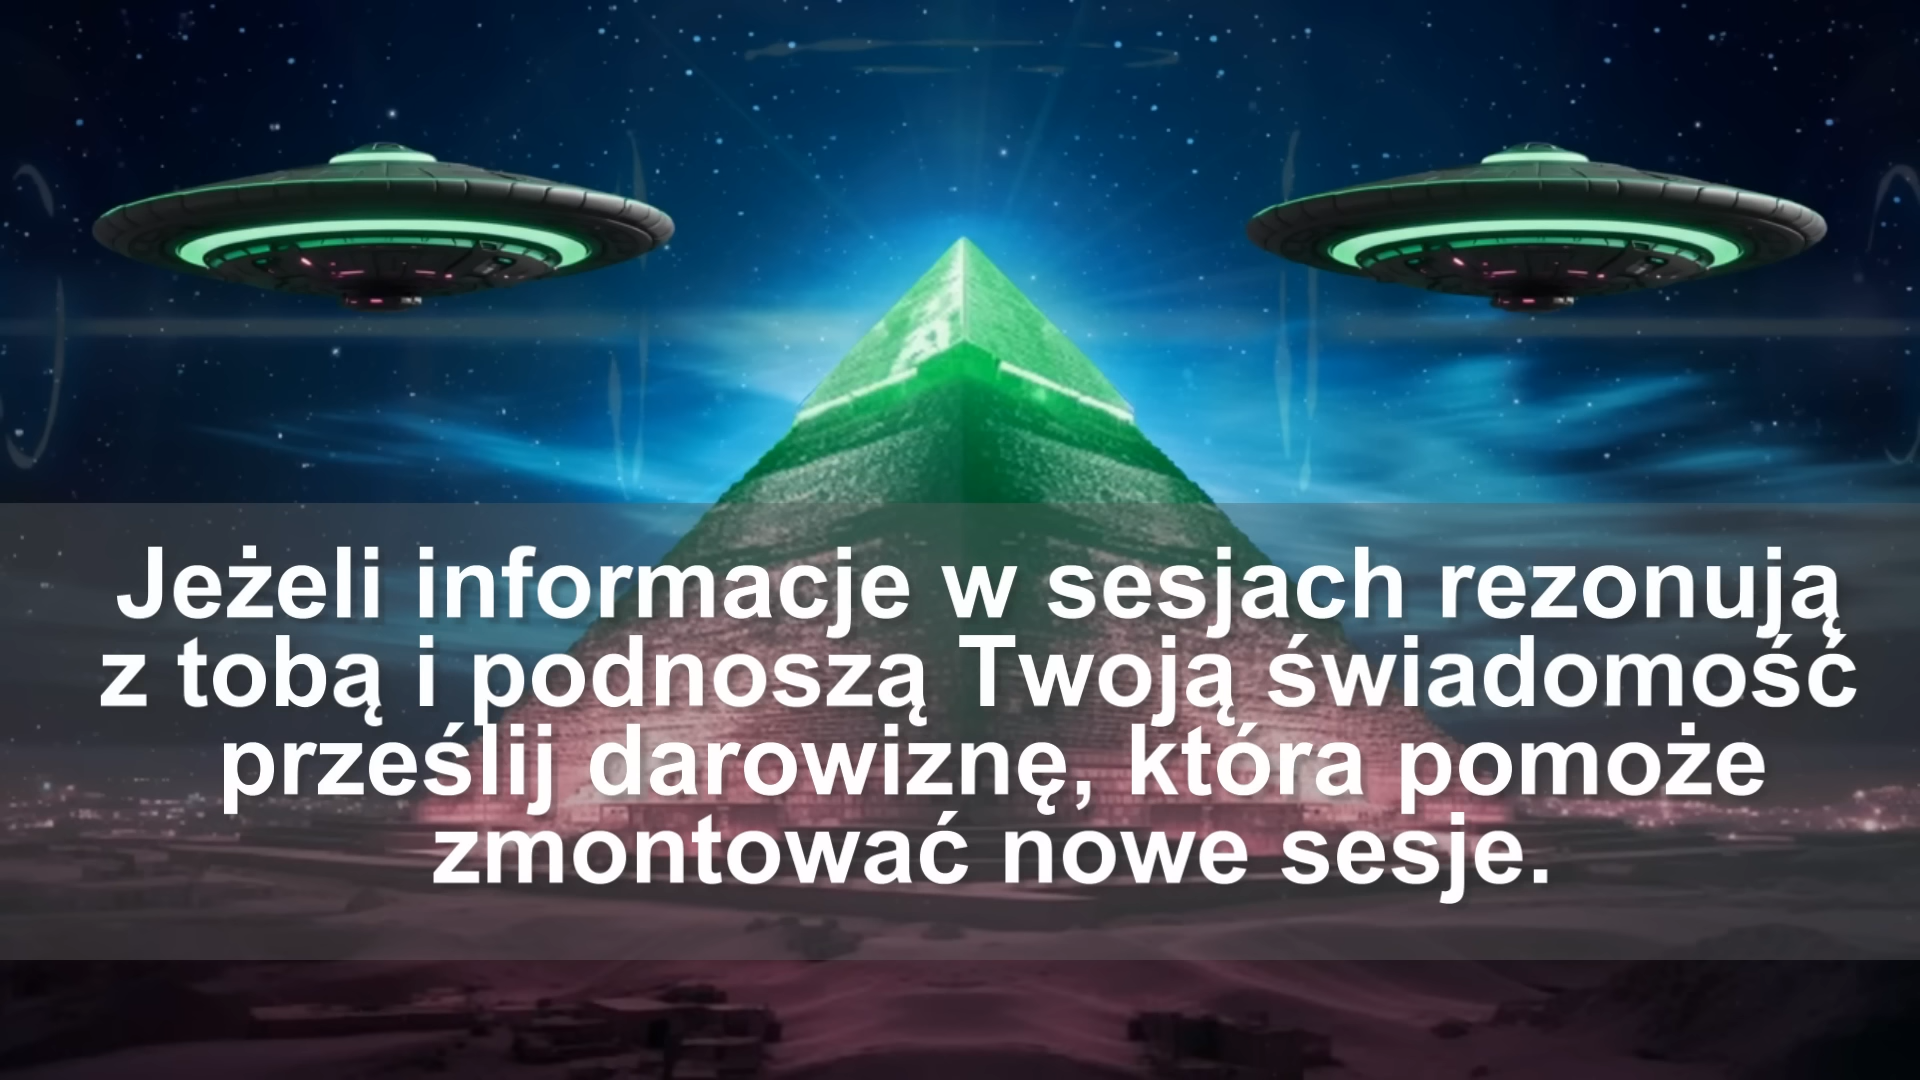 Jeżeli informacje w sesjach rezonują
z tobą i podnoszą Twoją świadomość
prześlij darowiznę, która pomoże
zmontować nowe sesje.